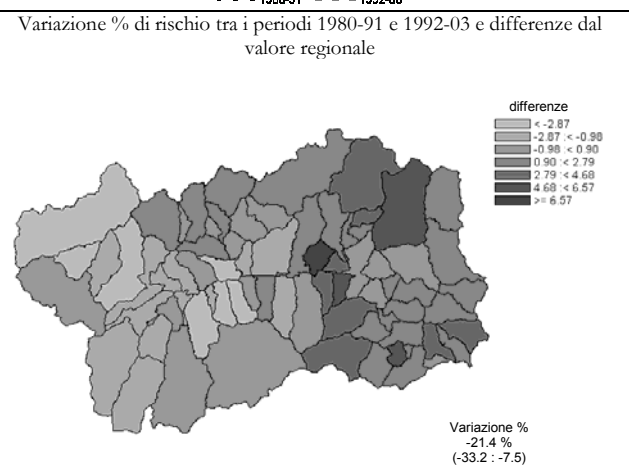 Variazione % di rischio tra i periodi 1980-91 e 1992-03 e differenze dal
valore regionale
differenze
< -2.87
-2.87 :< -0.98
-0.98 :< 0.90
0.90 :< 2.79
2.79 :< 4.68
4.68 :< 6.57
>= 6.57
Variazione %
-21.4 %
(-33.2 : -7.5)